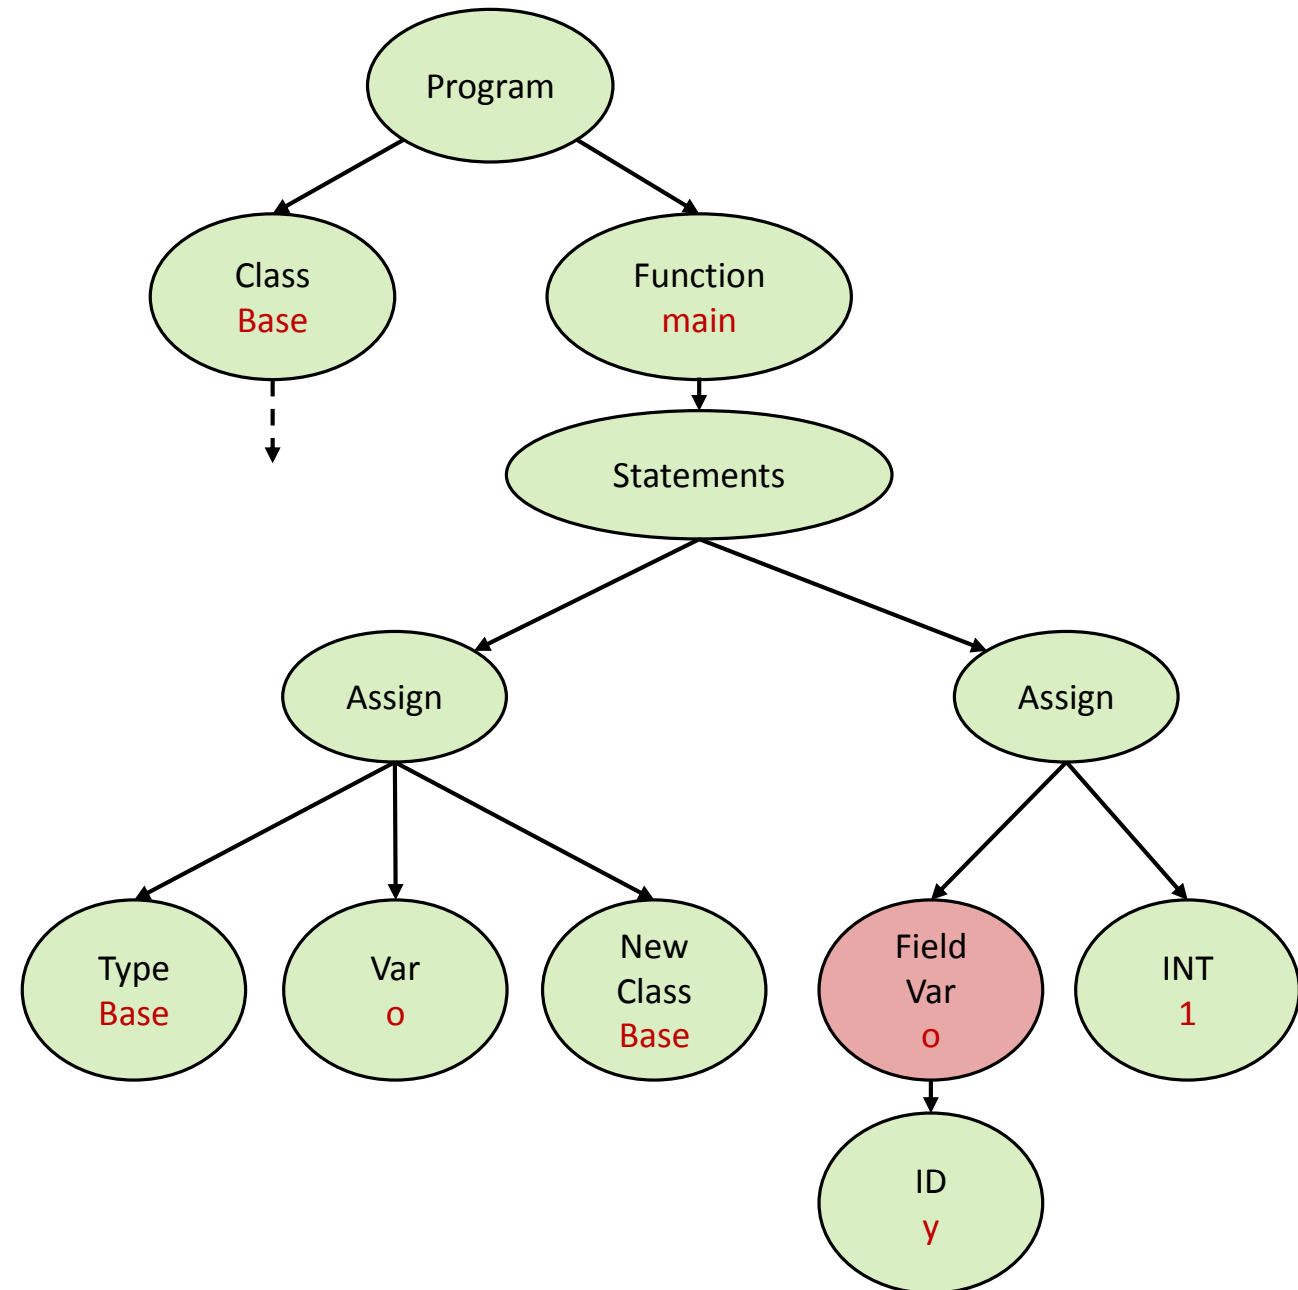 Program
Class
Base
Function
main
Statements
Assign
Assign
Type
Base
Var
o
New
Class
Base
Field
Var
o
INT
1
ID
y